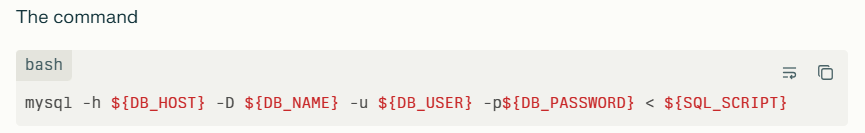 The command
bash
mysql -h ${DB_HOST} -D ${DB_NAME} -u ${DB_USER} -p${DB_PASSWORD} < ${SQL_SCRIPT}